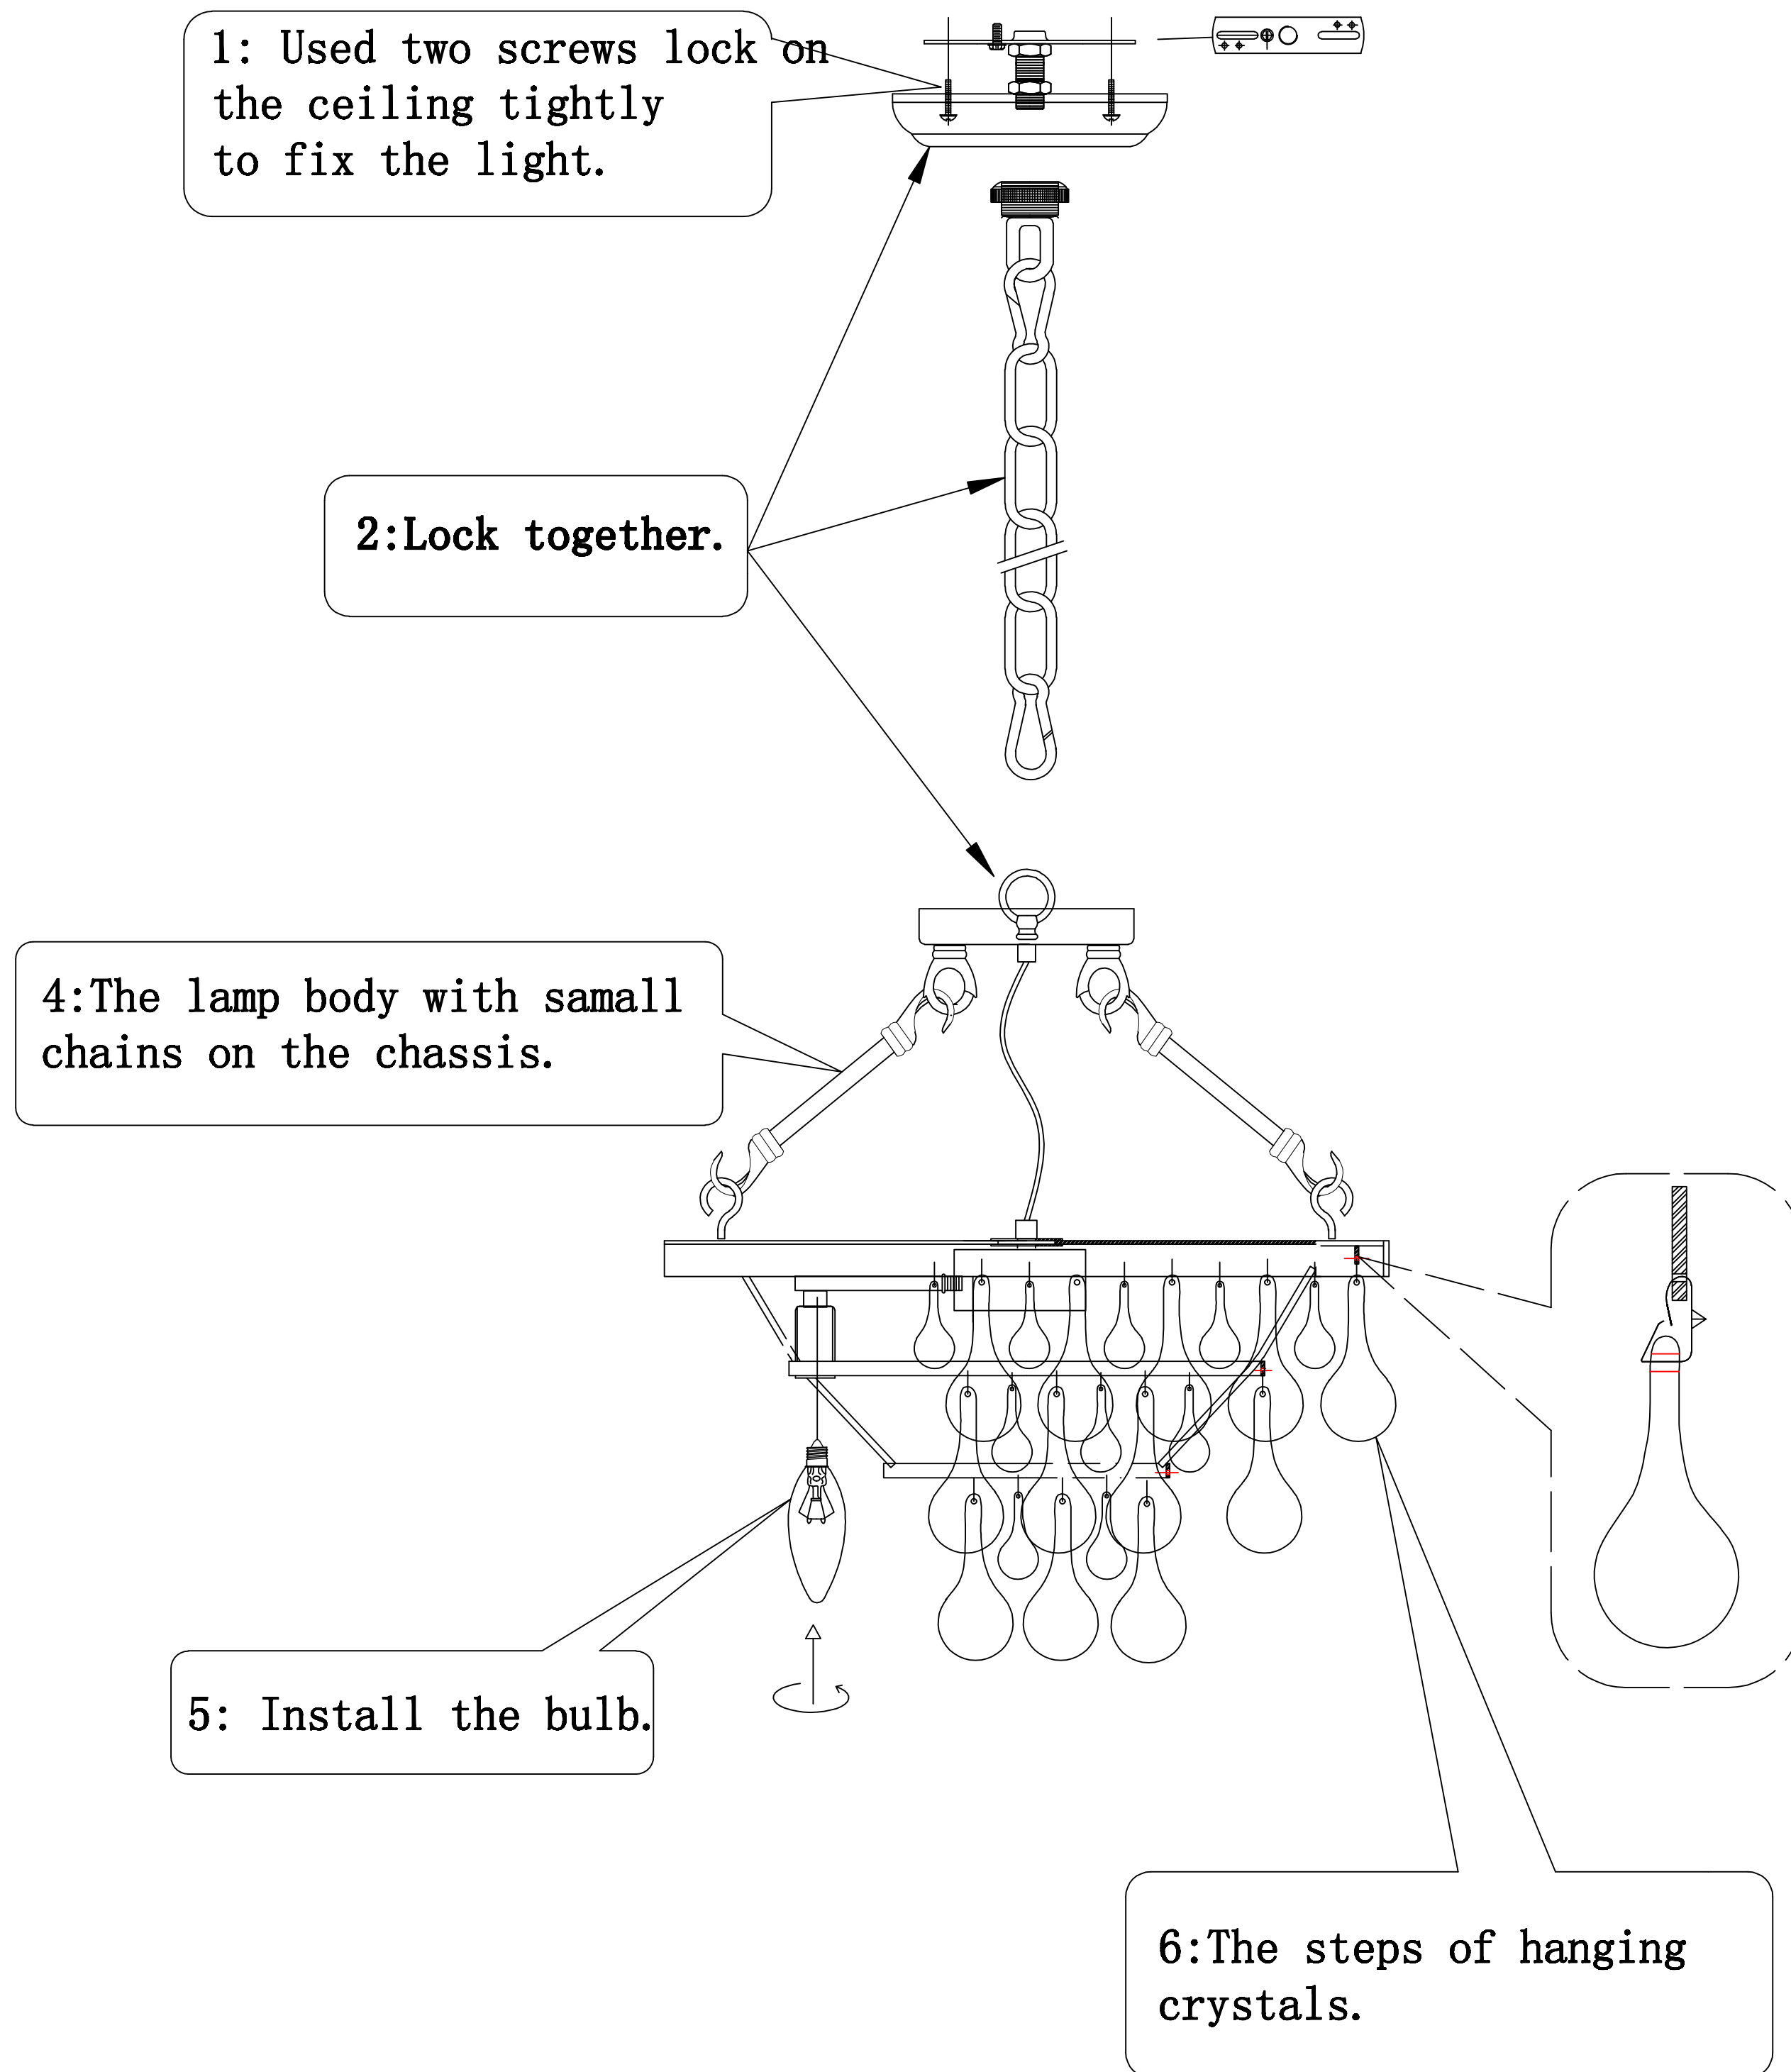 1: Used two screws lock on
the ceiling tightly
to fix the light.
2:Lock together.
4:The lamp body with samall
chains on the chassis.
5: Install the bulb.
6:The steps of hanging
crystals.